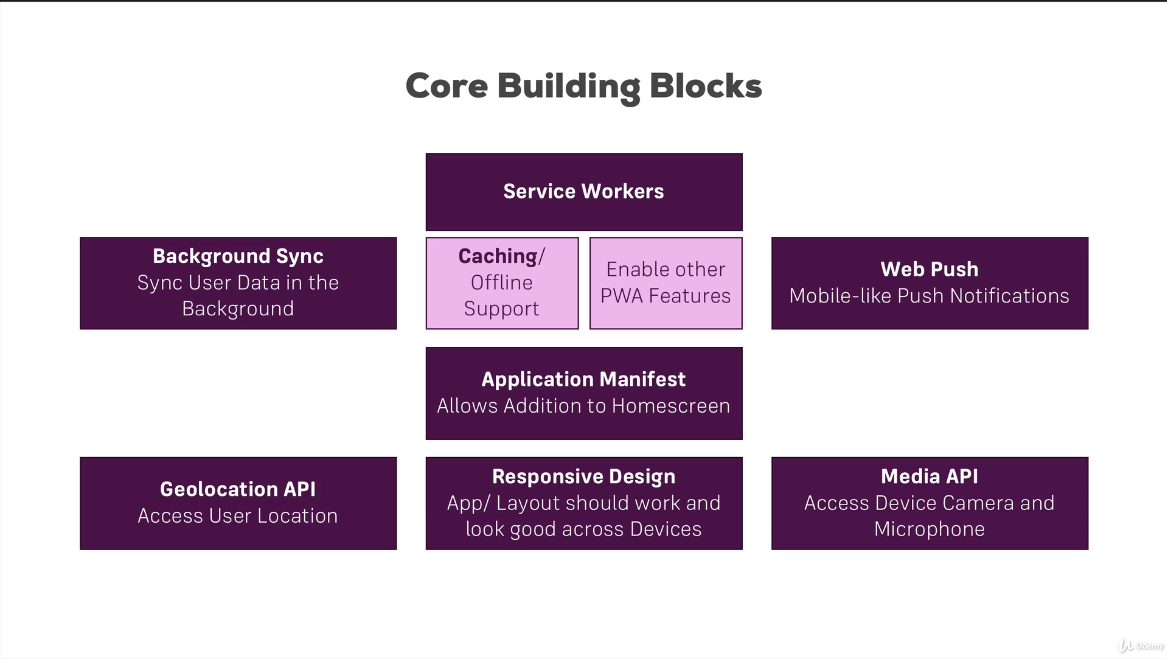 Core Building Blocks
Service Workers
Background Sync
Sync User Data in the
Background
Caching/
Offline
Support
Enable other
PWA Features
Web Push
Mobile-like Push Notifications
Application Manifest
Allows Addition to Homescreen
Geolocation API
Access User Location
Responsive Design
App/ Layout should work and
look good across Devices
Media API
Access Device Camera and
Microphone
Udemy